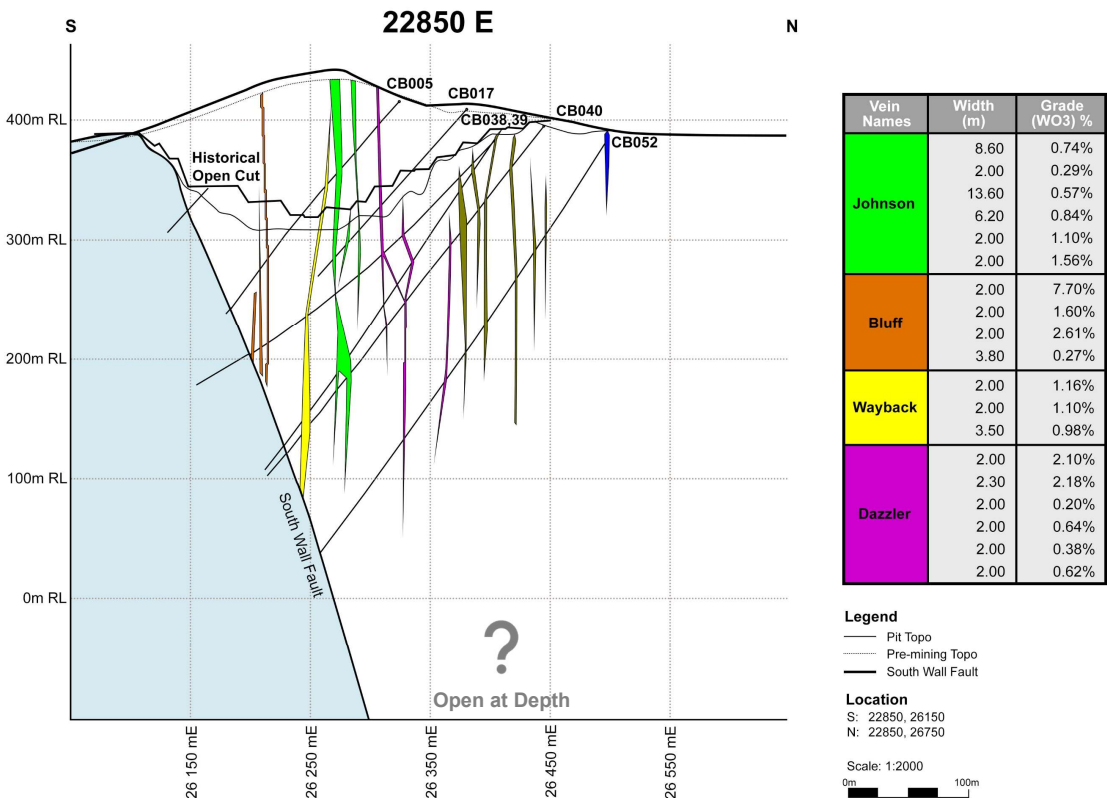 22850 E
S
N
CB005
CB017
CB040
CB038,39
CB052
400m RL
300m RL
200m RL
100m RL
0m RL
Historical
Open Cut
South Wall Fault
?
Open at Depth
26 150 mE
26 250 mE
26 350 mE
26 450 mE
26 550 mE
Vein Names Width (m) Grade (WO3) %
Johnson
8.60 0.74%
2.00 0.29%
13.60 0.57%
6.20 0.84%
2.00 1.10%
2.00 1.56%
Bluff
2.00 7.70%
2.00 1.60%
2.00 2.61%
3.80 0.27%
Wayback
2.00 1.16%
2.00 1.10%
3.50 0.98%
Dazzler
2.00 2.10%
2.30 2.18%
2.00 0.20%
2.00 0.64%
2.00 0.38%
2.00 0.62%
Legend
Pit Topo
Pre-mining Topo
South Wall Fault
Location
S: 22850, 26150
N: 22850, 26750
Scale: 1:2000
0m 100m